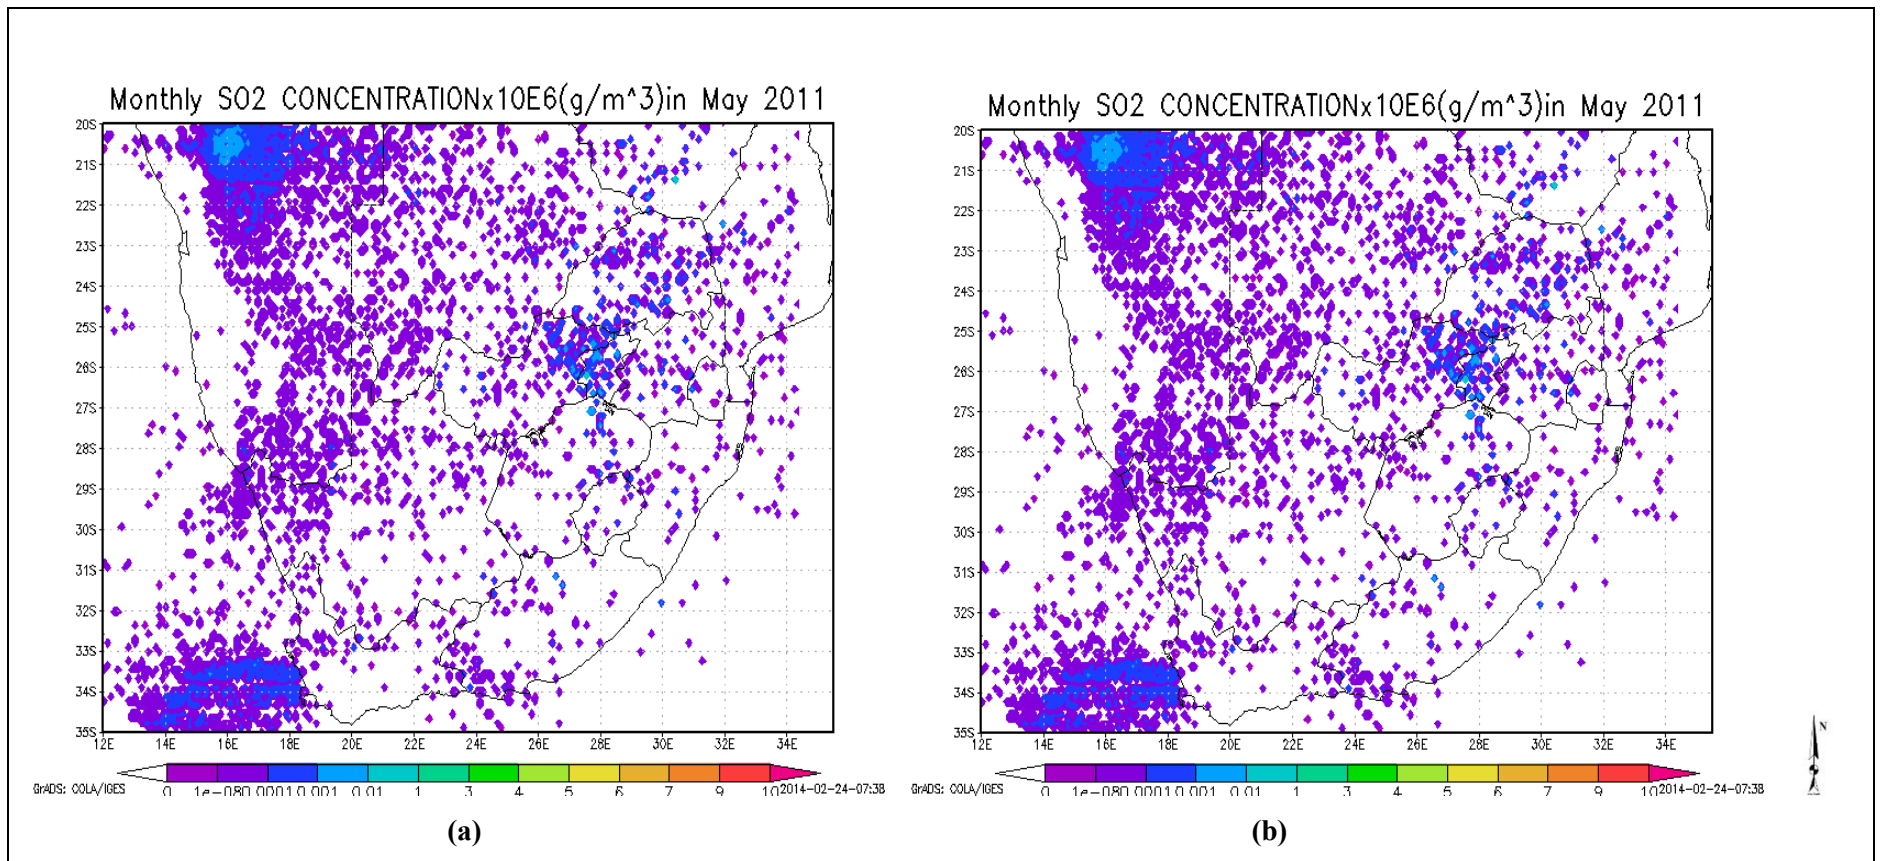 Monthly SO2 CONCENTRATIONx10E6(g/m^3)in May 2011
20S
21S
22S
23S
24S
25S
26S
27S
28S
29S
30S
31S
32S
33S
34S
35S
12E 14E 16E 18E 20E 22E 24E 26E 28E 30E 32E 34E
GrADS: COLA/IGES
0 1e-08 0.0001 0.001 0.01 1 3 4 5 6 7 9 10
2014-02-24-07:38
(a)
Monthly SO2 CONCENTRATIONx10E6(g/m^3)in May 2011
20S
21S
22S
23S
24S
25S
26S
27S
28S
29S
30S
31S
32S
33S
34S
35S
12E 14E 16E 18E 20E 22E 24E 26E 28E 30E 32E 34E
GrADS: COLA/IGES
0 1e-08 0.0001 0.001 0.01 1 3 4 5 6 7 9 10
2014-02-24-07:38
(b)
N